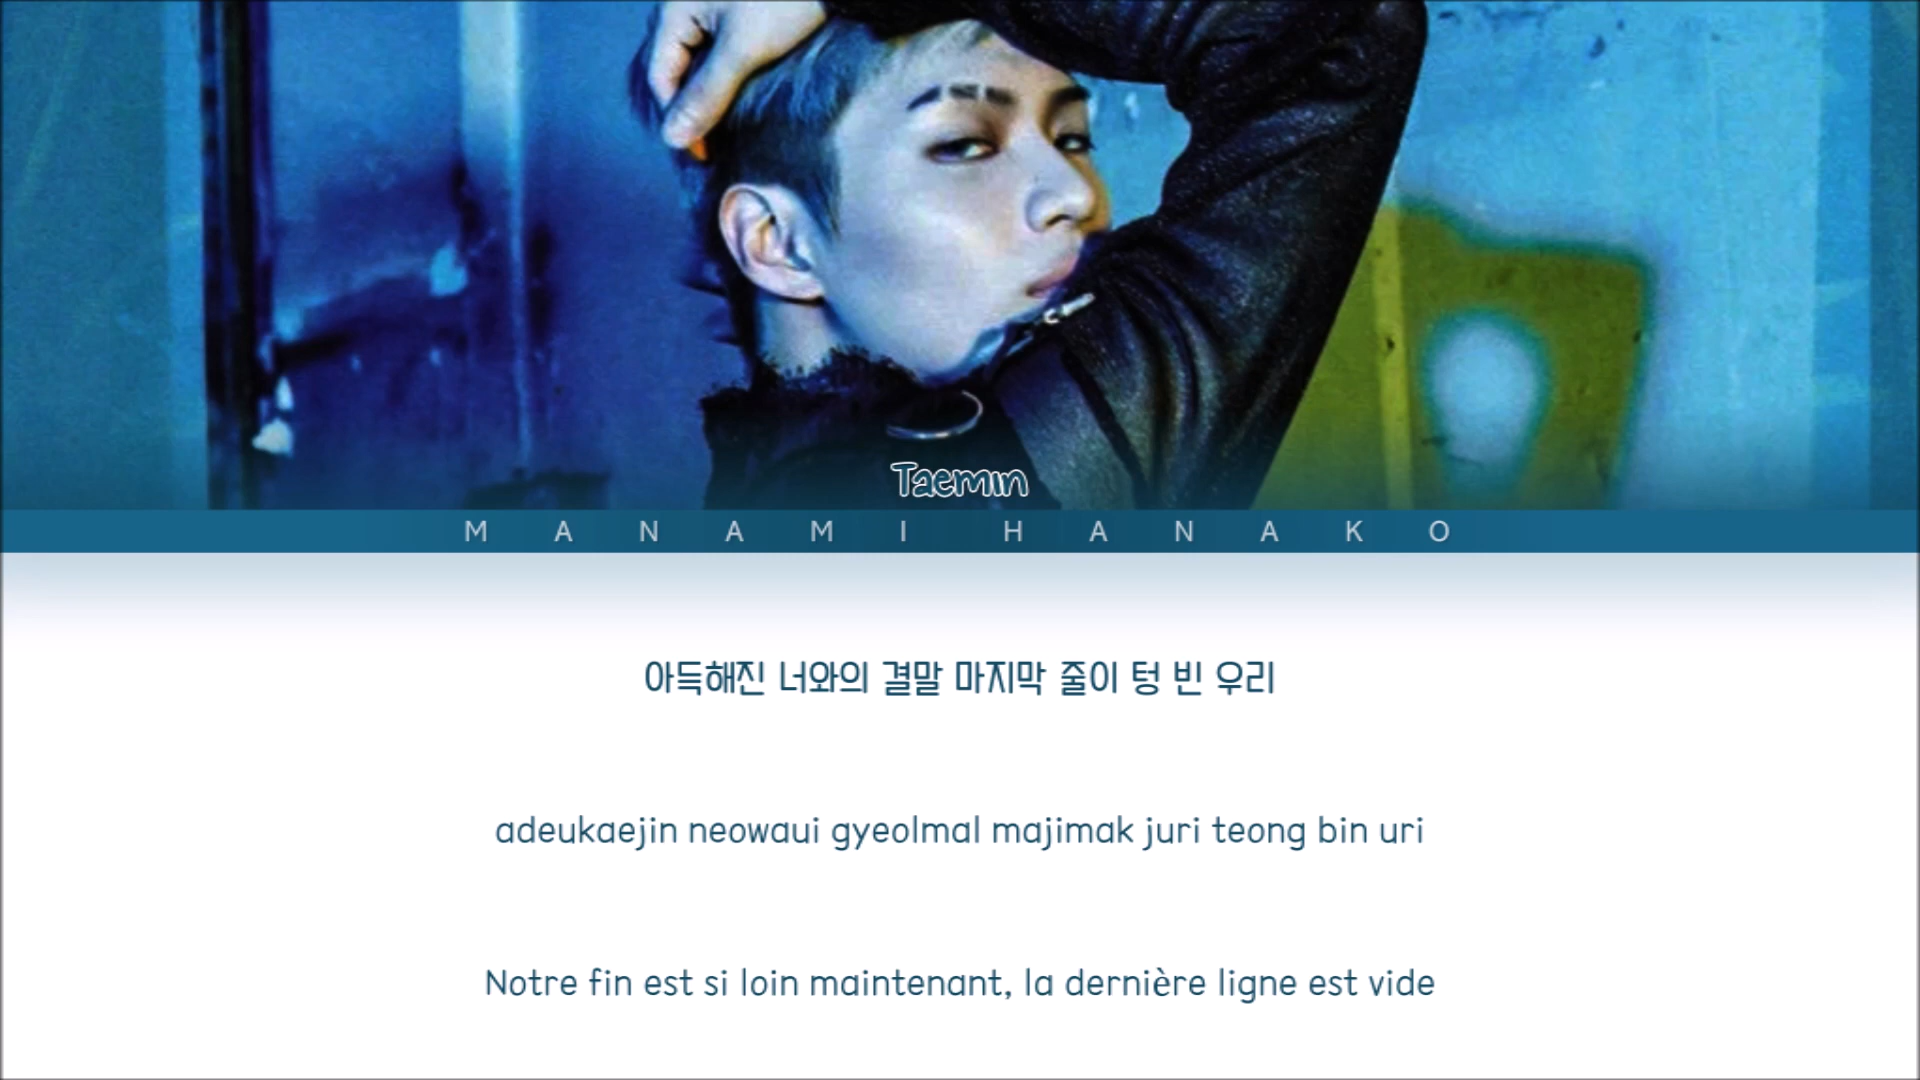 Taemin
MANAMI HANAKO
아득해진 너와의 결말 마지막 줄이 텅 빈 우리
adeukaejin neowaui gyeolmal majimak juri teong bin uri
Notre fin est si loin maintenant, la dernière ligne est vide